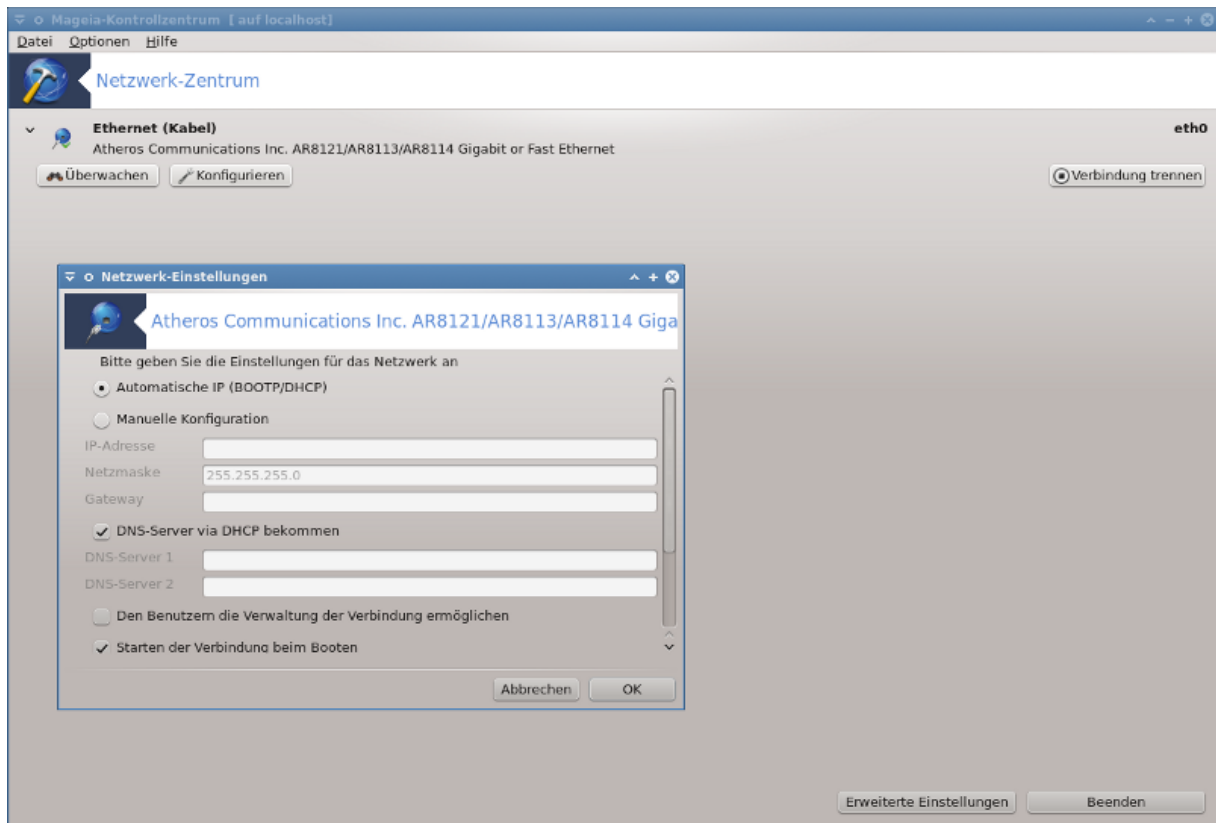 Mageia-Kontrollzentrum [ auf localhost]
Datei Optionen Hilfe
Netzwerk-Zentrum
Ethernet (Kabel) eth0
Atheros Communications Inc. AR8121/AR8113/AR8114 Gigabit or Fast Ethernet
Überwachen Konfigurieren Verbindung trennen
Netzwerk-Einstellungen
Atheros Communications Inc. AR8121/AR8113/AR8114 Giga
Bitte geben Sie die Einstellungen für das Netzwerk an
Automatische IP (BOOTP/DHCP)
Manuelle Konfiguration
IP-Adresse
Netzmaske 255.255.255.0
Gateway
DNS-Server via DHCP bekommen
DNS-Server 1
DNS-Server 2
Den Benutzern die Verwaltung der Verbindung ermöglichen
Starten der Verbindung beim Booten
Abbrechen OK
Erweiterte Einstellungen Beenden